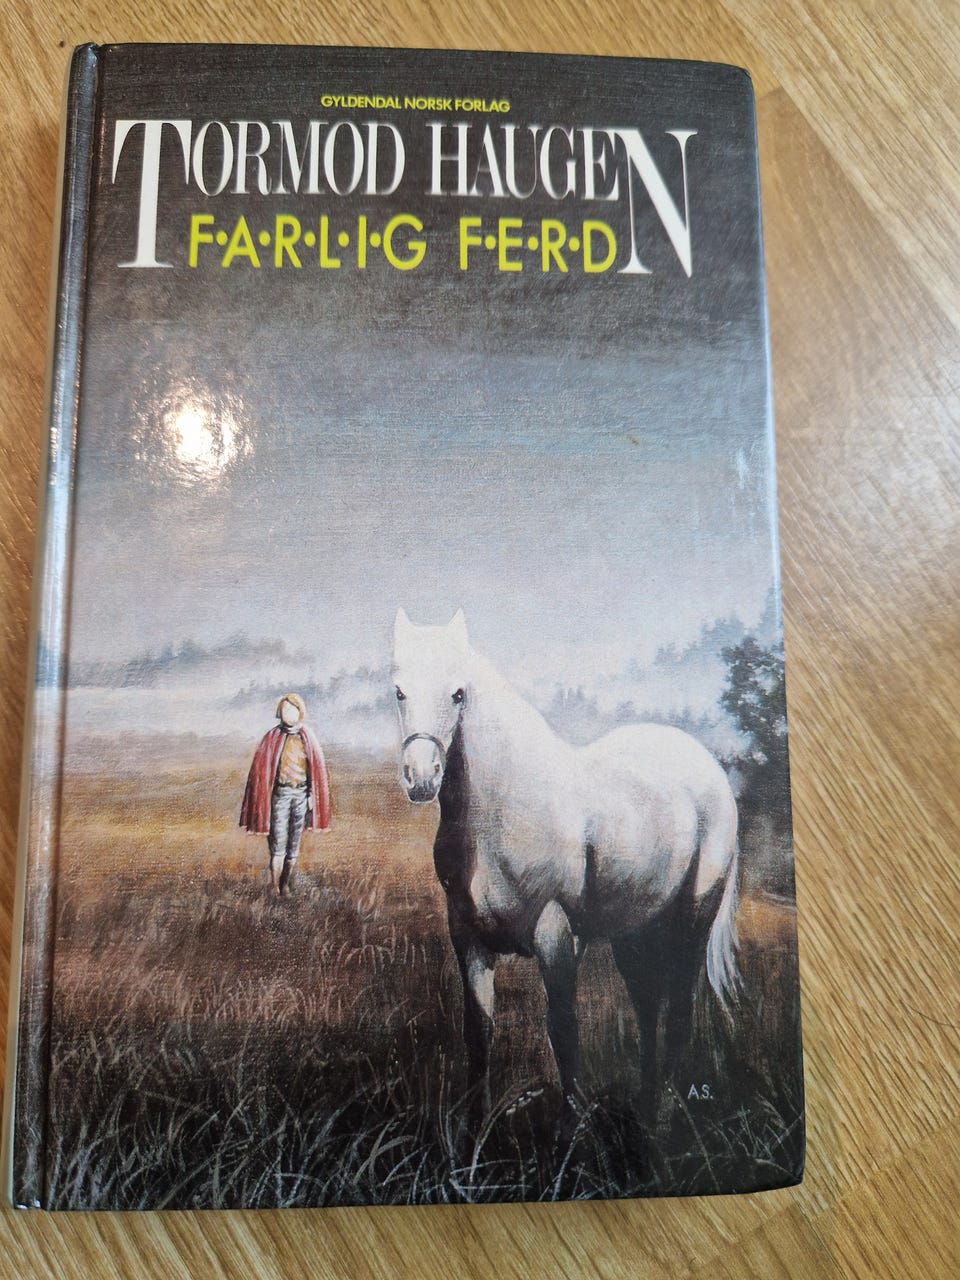 GYLDENDAL NORSK FORLAG
TORMOD HAUGEN
F•A•R•L•I•G F•E•R•D
A.S.